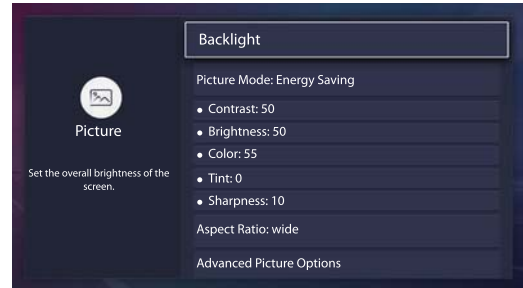 Picture
Set the overall brightness of the
screen.
Backlight
Picture Mode: Energy Saving
• Contrast: 50
• Brightness: 50
• Color: 55
• Tint: 0
• Sharpness: 10
Aspect Ratio: wide
Advanced Picture Options